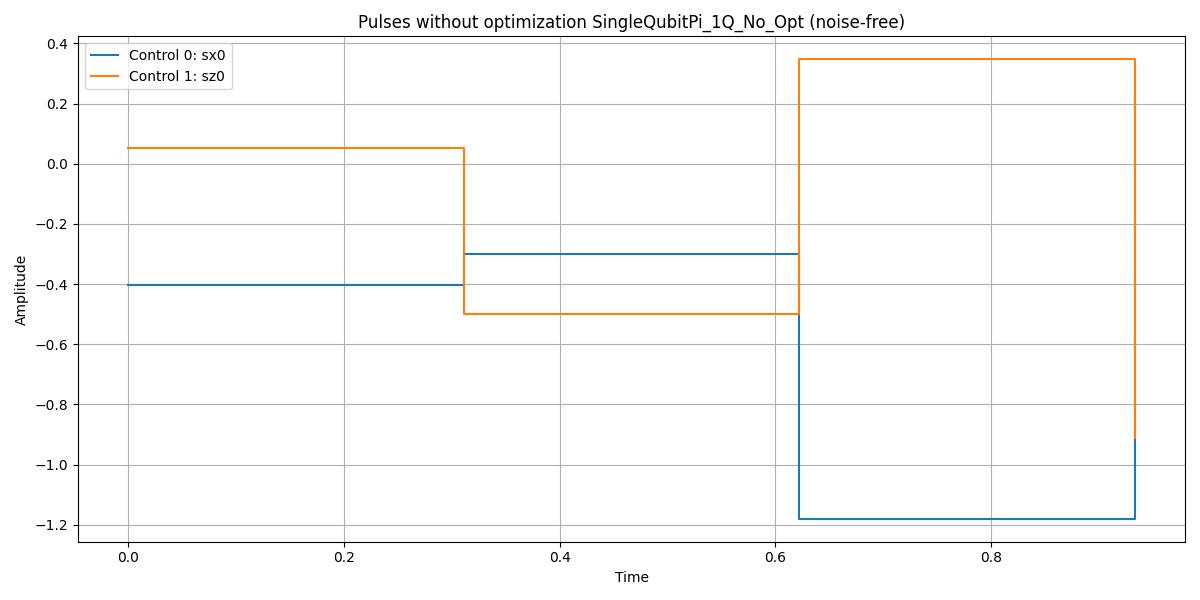 Pulses without optimization SingleQubitPi_1Q_No_Opt (noise-free)
Control 0: sx0
Control 1: sz0
Amplitude
0.4
0.2
0.0
−0.2
−0.4
−0.6
−0.8
−1.0
−1.2
0.0 0.2 0.4 0.6 0.8
Time